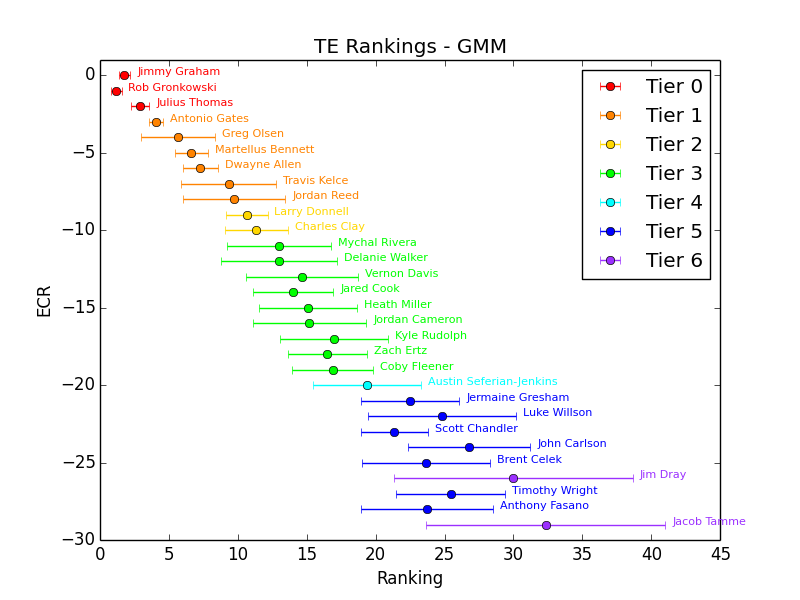 TE Rankings - GMM
Tier 0
Tier 1
Tier 2
Tier 3
Tier 4
Tier 5
Tier 6
Jimmy Graham
Rob Gronkowski
Julius Thomas
Antonio Gates
Greg Olsen
Martellus Bennett
Dwayne Allen
Travis Kelce
Jordan Reed
Larry Donnell
Charles Clay
Mychal Rivera
Delanie Walker
Vernon Davis
Jared Cook
Heath Miller
Jordan Cameron
Kyle Rudolph
Zach Ertz
Coby Fleener
Austin Seferian-Jenkins
Jermaine Gresham
Luke Willson
Scott Chandler
John Carlson
Brent Celek
Jim Dray
Timothy Wright
Anthony Fasano
Jacob Tamme
ECR
0
−5
−10
−15
−20
−25
−30
0 5 10 15 20 25 30 35 40 45
Ranking